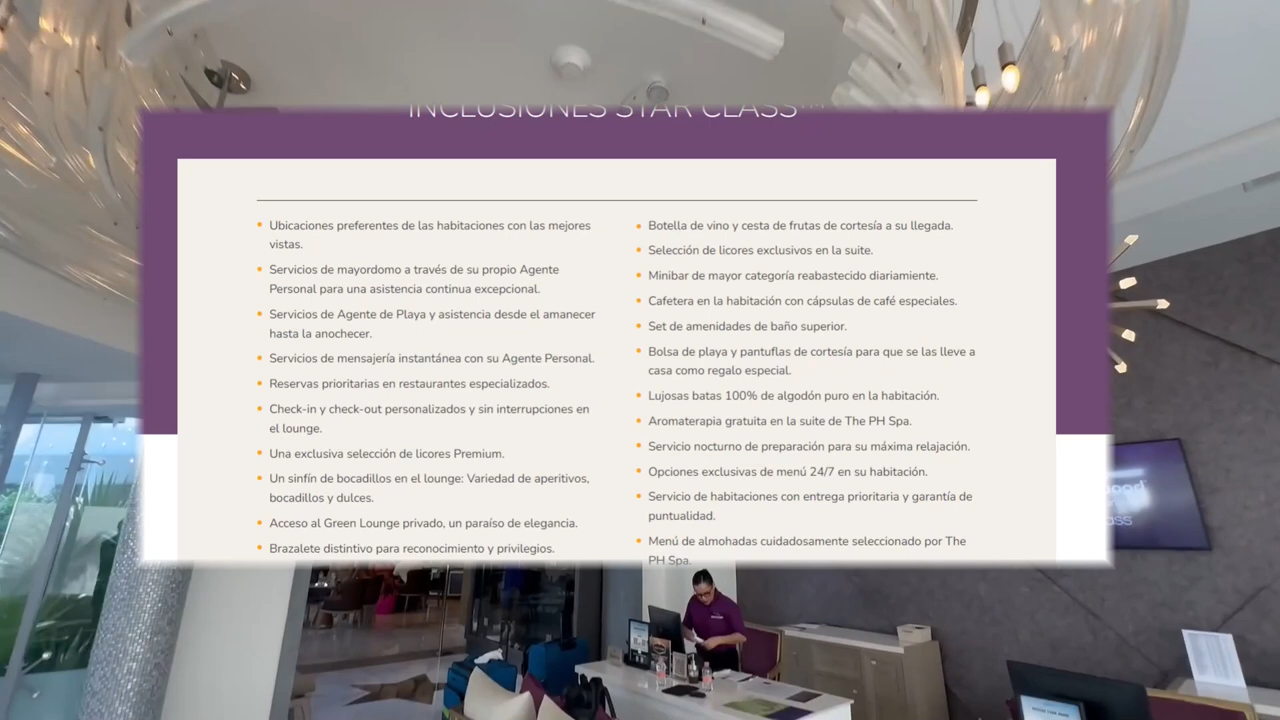 INCLUSIONES STAR CLASS
Ubicaciones preferentes de las habitaciones con las mejores
vistas.
Servicios de mayordomo a través de su propio Agente
Personal para una asistencia continua excepcional.
Servicios de Agente de Playa y asistencia desde el amanecer
hasta la anochecer.
Servicios de mensajería instantánea con su Agente Personal.
Reservas prioritarias en restaurantes especializados.
Check-in y check-out personalizados y sin interrupciones en
el lounge.
Una exclusiva selección de licores Premium.
Un sinfín de bocadillos en el lounge: Variedad de aperitivos,
bocadillos y dulces.
Acceso al Green Lounge privado, un paraíso de elegancia.
Brazalete distintivo para reconocimiento y privilegios.
Botella de vino y cesta de frutas de cortesía a su llegada.
Selección de licores exclusivos en la suite.
Minibar de mayor categoría reabastecido diariamente.
Cafetera en la habitación con cápsulas de café especiales.
Set de amenidades de baño superior.
Bolsa de playa y pantuflas de cortesía para que se las lleve a
casa como regalo especial.
Lujosas batas 100% de algodón puro en la habitación.
Aromaterapia gratuita en la suite de The PH Spa.
Servicio nocturno de preparación para su máxima relajación.
Opciones exclusivas de menú 24/7 en su habitación.
Servicio de habitaciones con entrega prioritaria y garantía de
puntualidad.
Menú de almohadas cuidadosamente seleccionado por The
PH Spa.